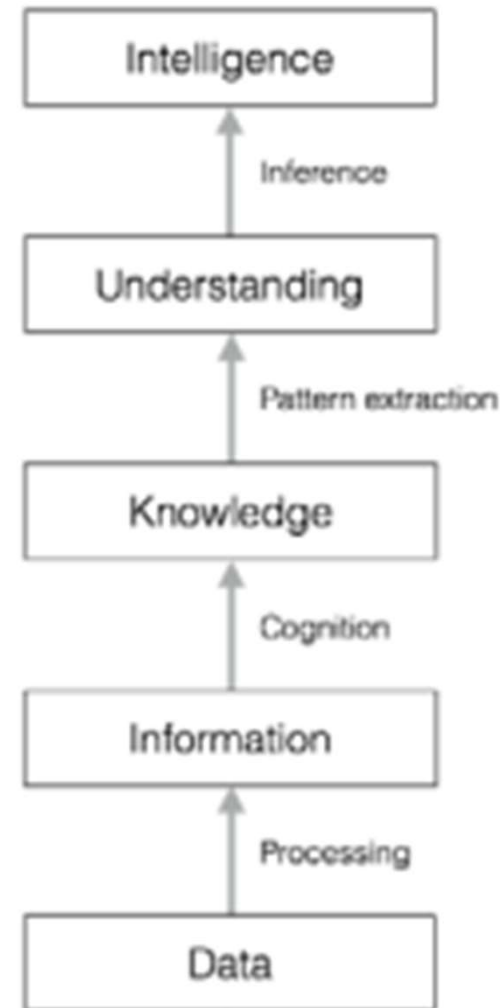 Intelligence
Inference
Understanding
Pattern extraction
Knowledge
Cognition
Information
Processing
Data